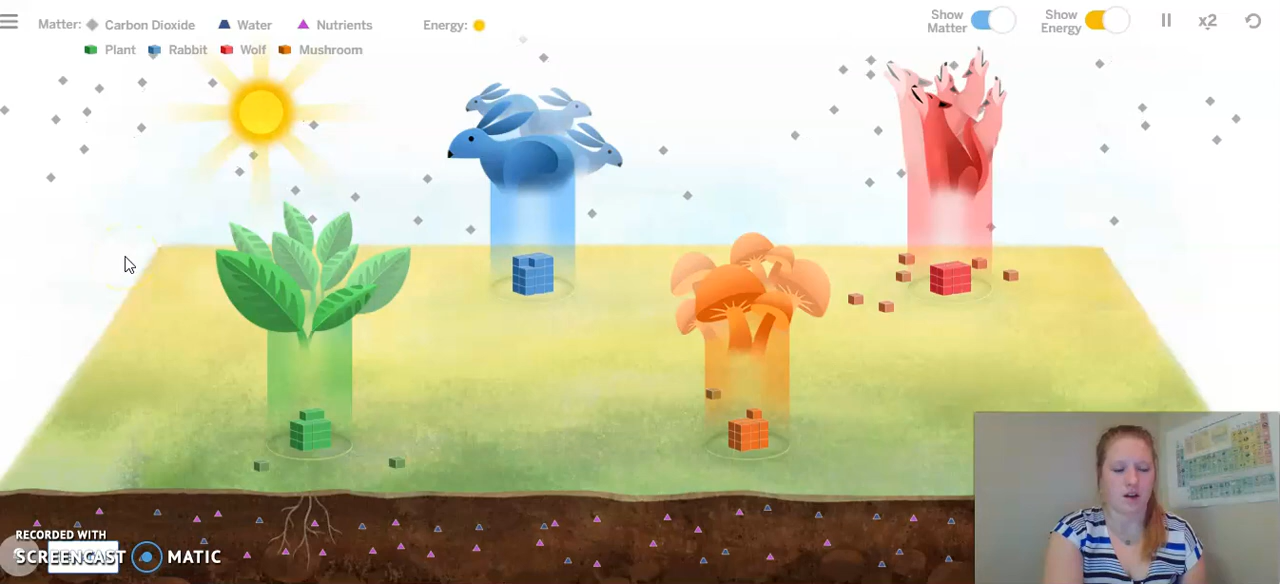 Matter: Carbon Dioxide Water Nutrients Energy:
Plant Rabbit Wolf Mushroom
Show Matter
Show Energy
x2
RECORDED WITH
SCREENCAST MATIC